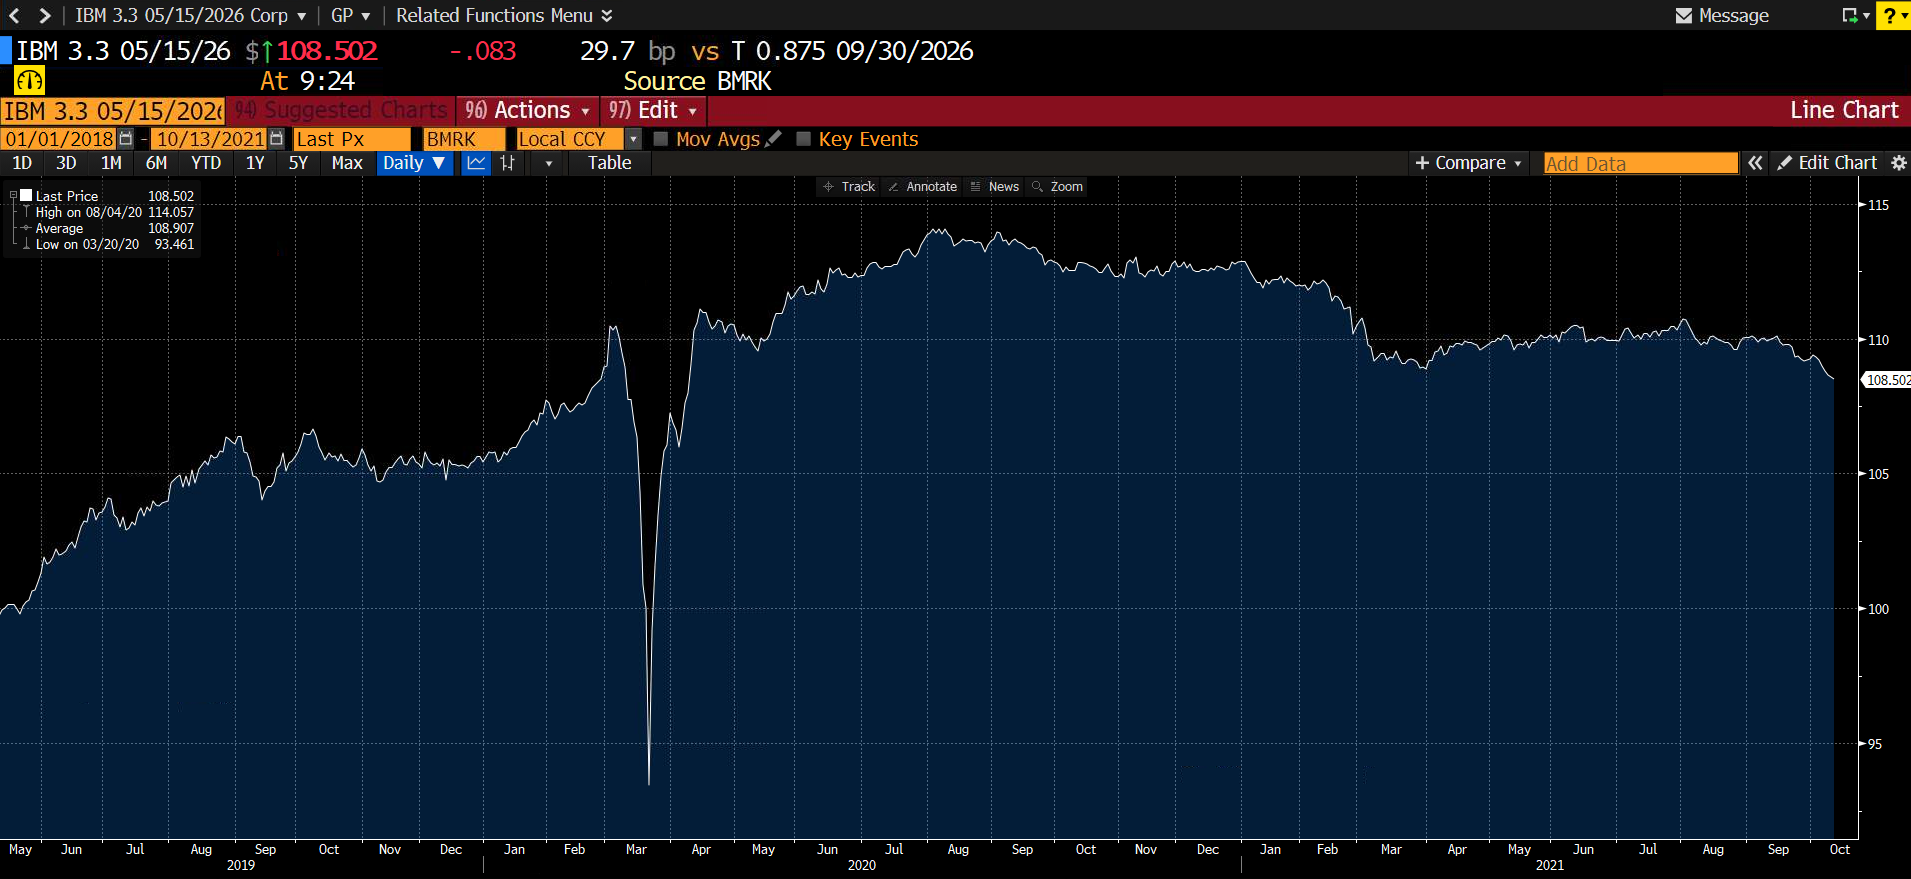 IBM 3.3 05/15/2026 Corp GP Related Functions Menu Message ?
IBM 3.3 05/15/26 $↑108.502 -.083 29.7 bp vs T 0.875 09/30/2026
At 9:24 Source BMRK
IBM 3.3 05/15/2026 94) Suggested Charts 96) Actions 97) Edit Line Chart
01/01/2018 - 10/13/2021 Last Px BMRK Local CCY Mov Avgs Key Events
1D 3D 1M 6M YTD 1Y 5Y Max Daily ▼ Table + Compare Add Data « Edit Chart
Track Annotate News Zoom
Last Price 108.502
High on 08/04/20 114.057
Average 108.907
Low on 03/20/20 93.461
115
110
108.502
105
100
95
May Jun Jul Aug Sep Oct Nov Dec Jan Feb Mar Apr May Jun Jul Aug Sep Oct Nov Dec Jan Feb Mar Apr May Jun Jul Aug Sep Oct
2019 2020 2021